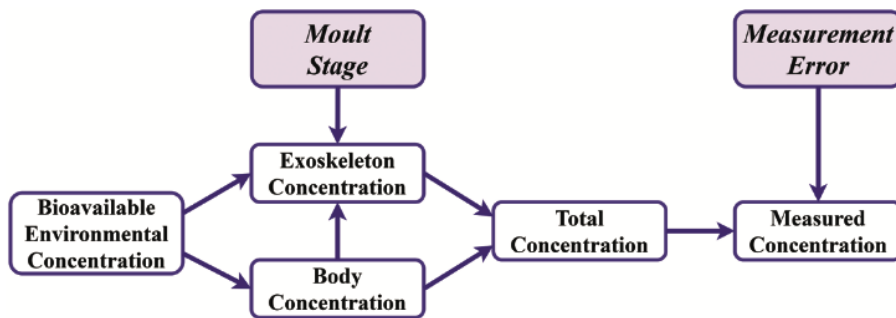 Moult
Stage
Measurement
Error
Exoskeleton
Concentration
Bioavailable
Environmental
Concentration
Total
Concentration
Measured
Concentration
Body
Concentration